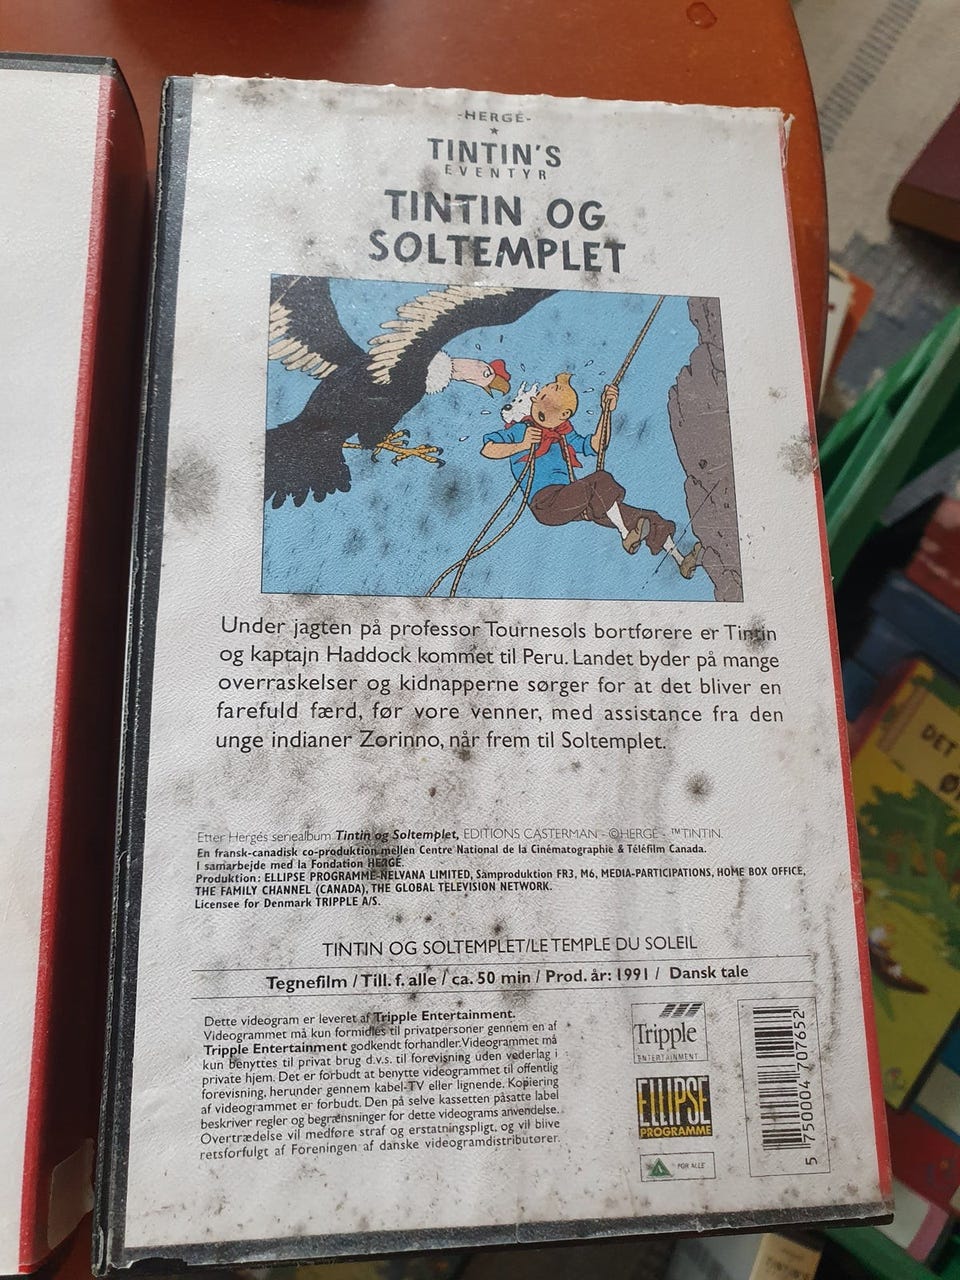 -HERGÉ-
TINTIN'S
EVENTYR
TINTIN OG
SOLTEMPLET
Under jagten på professor Tournesols bortførere er Tintin
og kaptajn Haddock kommet til Peru. Landet byder på mange
overraskelser og kidnapperne sørger for at det bliver en
farefuld færd, før vore venner, med assistance fra den
unge indianer Zorinno, når frem til Soltemplet.
Efter Hergés seriealbum Tintin og Soltemplet, EDITIONS CASTERMAN - ©HERGÉ - ™TINTIN.
En fransk-canadisk co-produktion mellen Centre National de la Cinématographie & Téléfilm Canada.
I samarbejde med la Fondation HERGÉ.
Produktion: ELLIPSE PROGRAMME-NELVANA LIMITED, Samproduktion FR3, M6, MEDIA-PARTICIPATIONS, HOME BOX OFFICE,
THE FAMILY CHANNEL (CANADA), THE GLOBAL TELEVISION NETWORK.
Licensee for Denmark TRIPPLE A/S.
TINTIN OG SOLTEMPLET/LE TEMPLE DU SOLEIL
Tegnefilm / Till. f. alle / ca. 50 min / Prod. år: 1991 / Dansk tale
Dette videogram er leveret af Tripple Entertainment.
Videogrammet må kun formidles til privatpersoner gennem en af
Tripple Entertainment godkendt forhandler. Videogrammet må
kun benyttes til privat brug d.v.s. til forevisning uden vederlag i
private hjem. Det er forbudt at benytte videogrammet til offentlig
forevisning, herunder gennem kabel-TV eller lignende. Kopiering
af videogrammet er forbudt. Den på selve kassetten påsatte label
beskriver regler og begrænsninger for dette videograms anvendelse.
Overtrædelse vil medføre straf og erstatningspligt, og vil blive
retsforfulgt af Foreningen af danske videogramdistributører.
Tripple
ENTERTAINMENT
ELLIPSE
PROGRAMME
FOR ALLE
5 750004 707652
DET